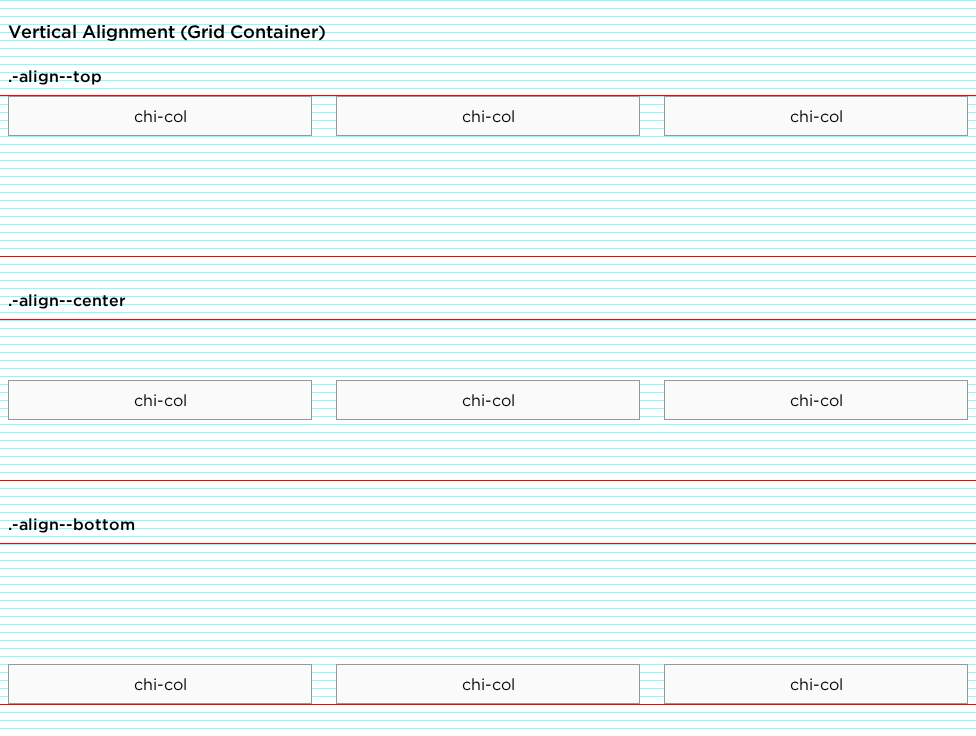 Vertical Alignment (Grid Container)
.-align--top
chi-col chi-col chi-col
.-align--center
chi-col chi-col chi-col
.-align--bottom
chi-col chi-col chi-col